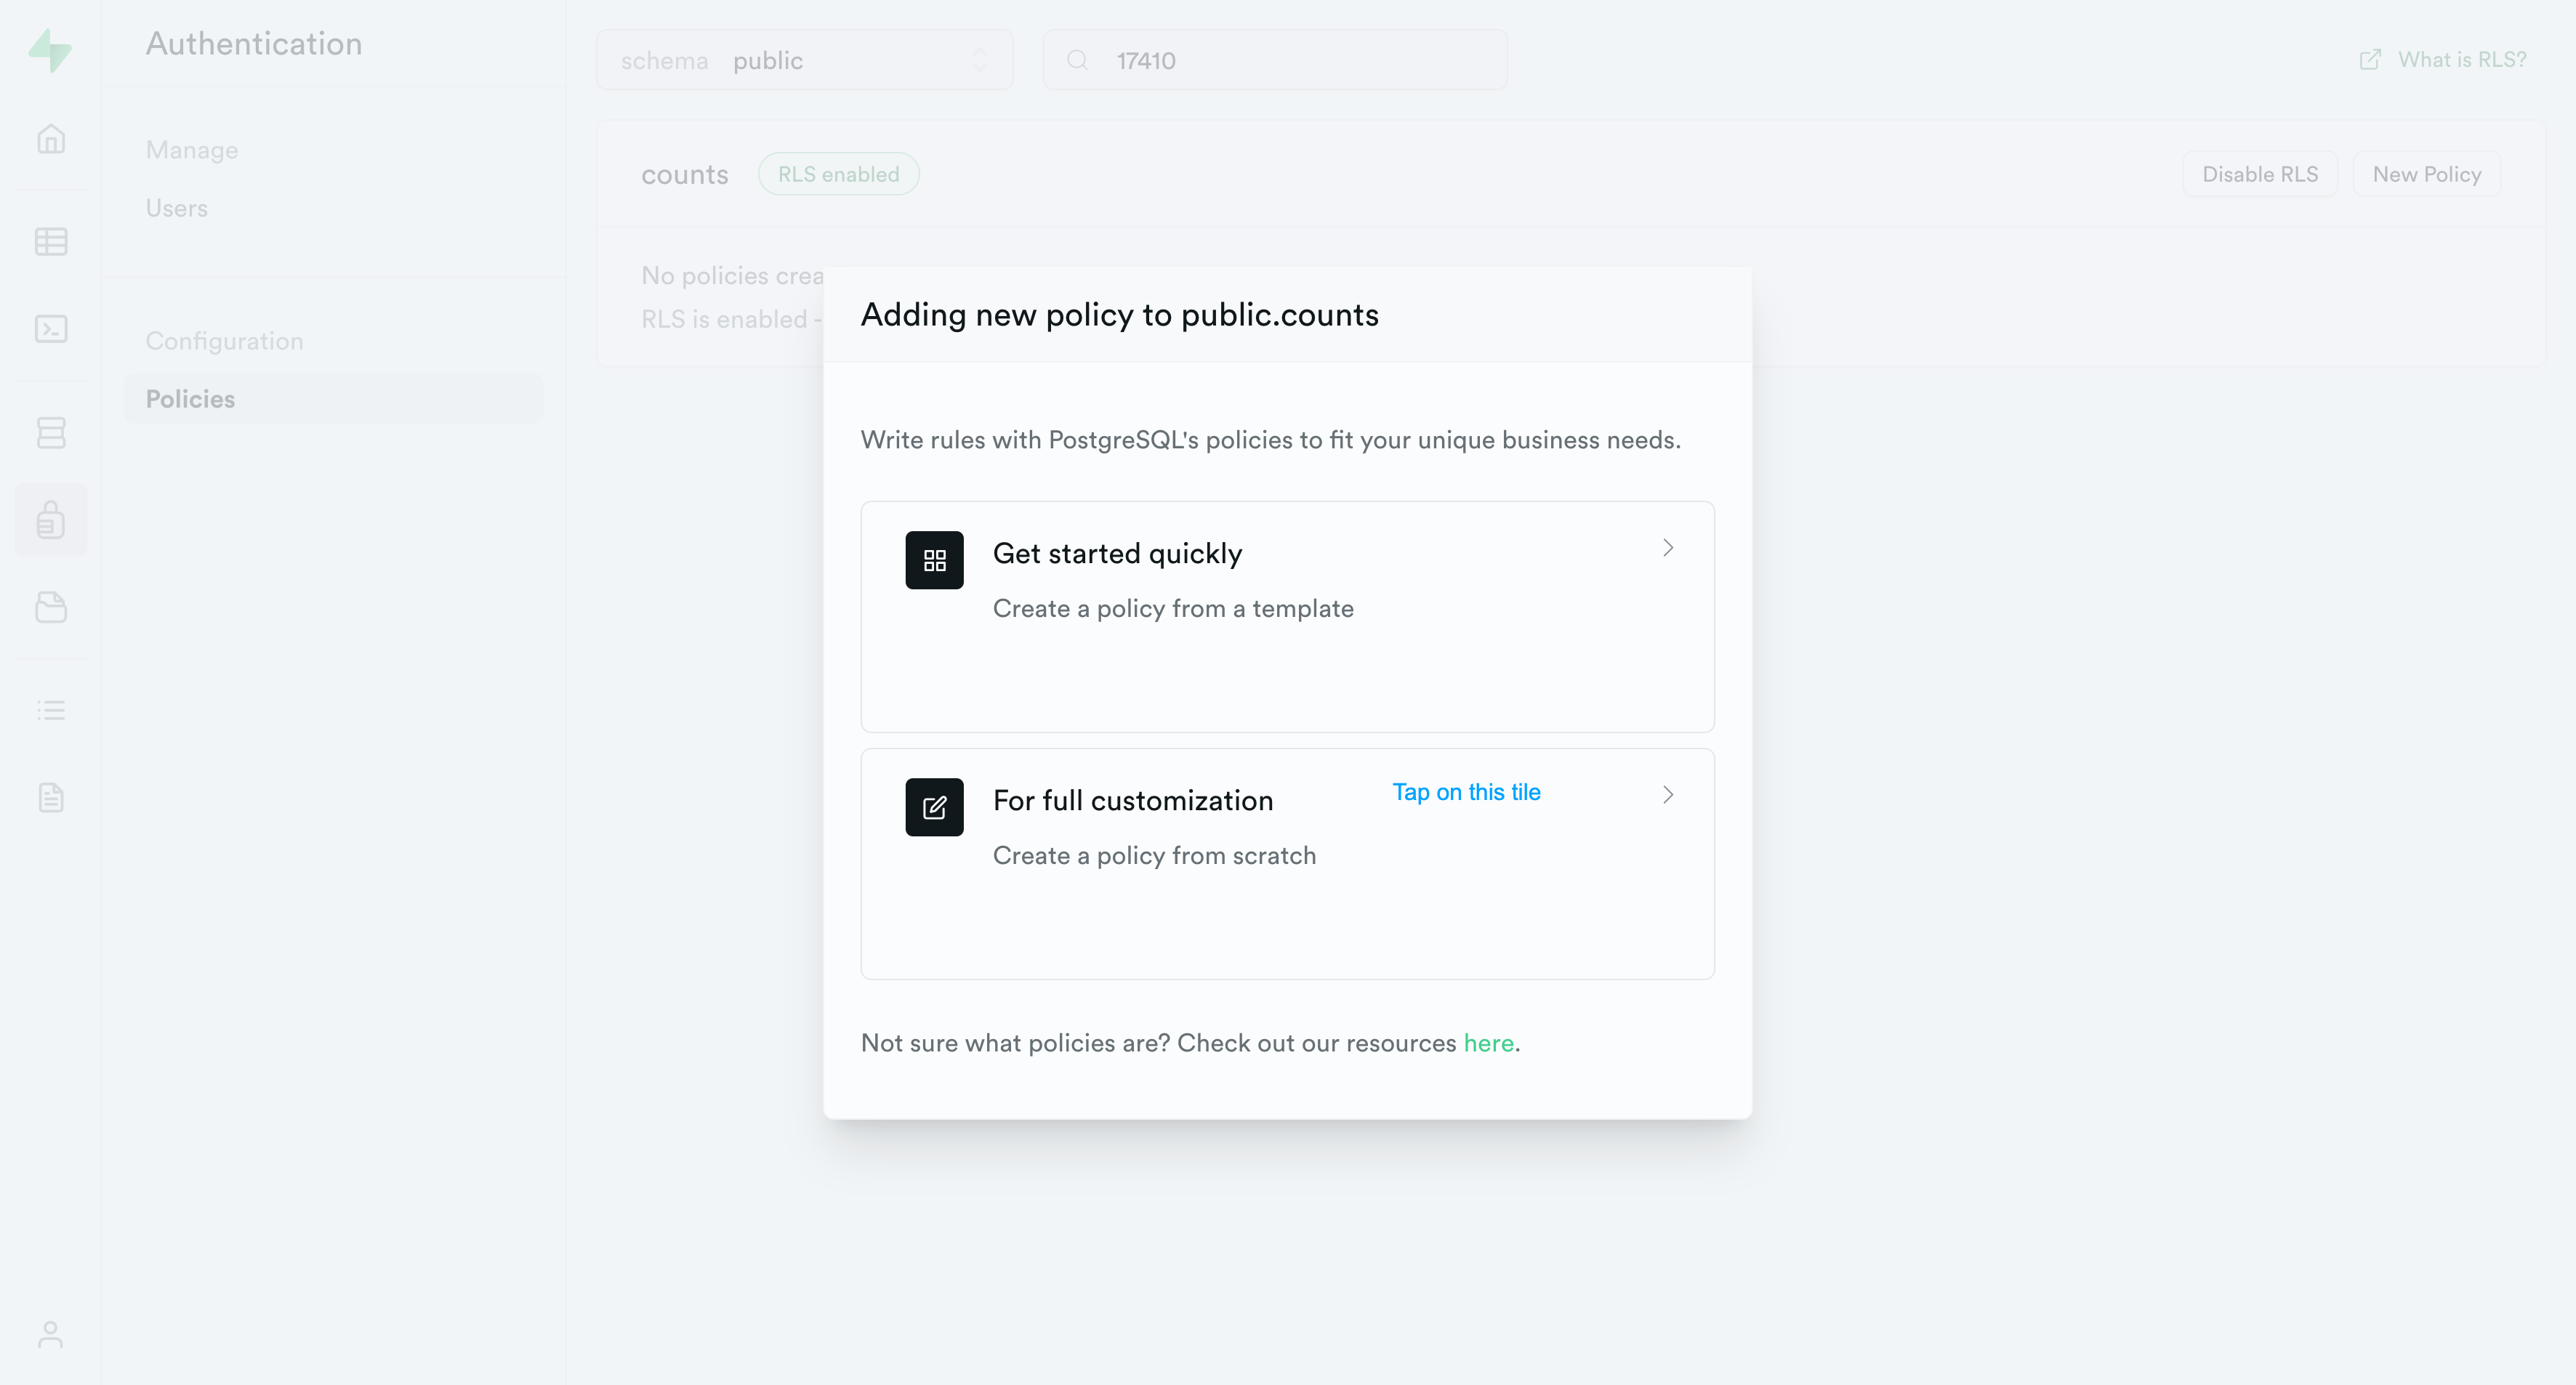 Authentication
Manage
Users
Configuration
Policies
schema public
17410
What is RLS?
counts
RLS enabled
Disable RLS
New Policy
No policies
RLS is enabled -
Adding new policy to public.counts
Write rules with PostgreSQL's policies to fit your unique business needs.
Get started quickly
Create a policy from a template
For full customization
Tap on this tile
Create a policy from scratch
Not sure what policies are? Check out our resources here.